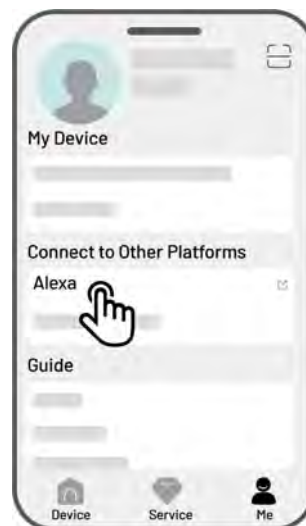 My Device
Connect to Other Platforms
Alexa
Guide
Device Service Me